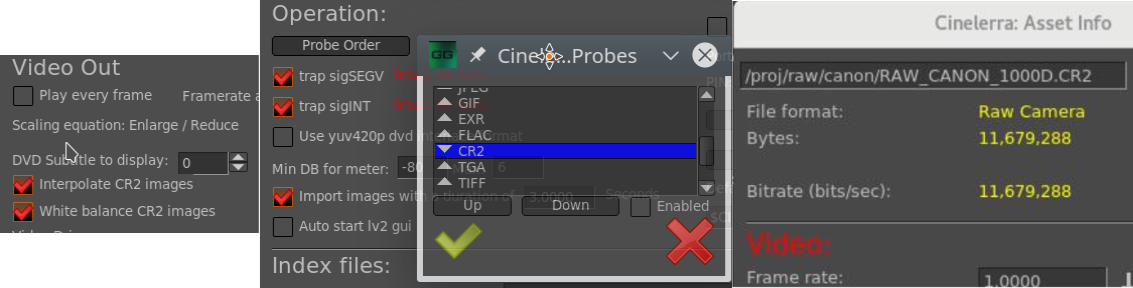 Video Out
Play every frame Framerate a
Scaling equation: Enlarge / Reduce
DVD Subtitle to display: 0
Interpolate CR2 images
White balance CR2 images
Operation:
Probe Order
trap sigSEGV
trap sigINT
Use yuv420p dvd
Min DB for meter: -80 6
Import images with a duration of 3.0000 Seconds
Auto start lv2 gui
Index files:
GG Cinele...Probes
JPEG
GIF
EXR
FLAC
CR2
TGA
TIFF
Up Down Enabled
Cinelerra: Asset Info
/proj/raw/canon/RAW_CANON_1000D.CR2
File format: Raw Camera
Bytes: 11,679,288
Bitrate (bits/sec): 11,679,288
Video:
Frame rate: 1.0000